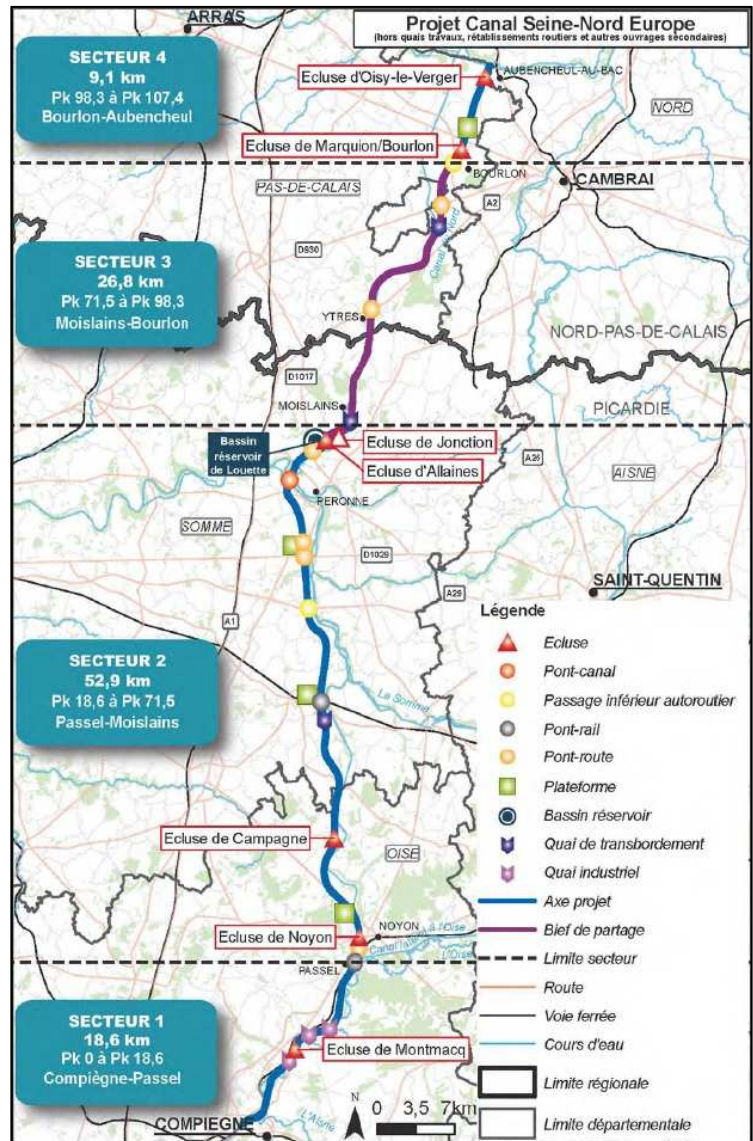 Projet Canal Seine-Nord Europe
(hors quais travaux, rétablissements routiers et autres ouvrages secondaires)
ARRAS
SECTEUR 4
9,1 km
Pk 98,3 à Pk 107,4
Bourlon-Aubencheul
Ecluse d'Oisy-le-Verger
AUBENCHEUL-AU-BAC
NORD
Ecluse de Marquion/Bourlon
BOURLON
PAS-DE-CALAIS
CAMBRAI
A2
Canal du Nord
D930
SECTEUR 3
26,8 km
Pk 71,5 à Pk 98,3
Moislains-Bourlon
YTRES
NORD-PAS-DE-CALAIS
D1017
MOISLAINS
PICARDIE
Bassin
réservoir
de Louette
Ecluse de Jonction
Ecluse d'Allaines
A26
AISNE
PERONNE
SOMME
D1029
A29
SAINT-QUENTIN
A1
SECTEUR 2
52,9 km
Pk 18,6 à Pk 71,5
Passel-Moislains
La Somme
Ecluse de Campagne
OISE
Ecluse de Noyon
NOYON
Canal latéral à l'Oise
L'Oise
PASSEL
SECTEUR 1
18,6 km
Pk 0 à Pk 18,6
Compiègne-Passel
Ecluse de Montmacq
L'Aisne
COMPIEGNE
N
0 3,5 7km
Légende
Ecluse
Pont-canal
Passage inférieur autoroutier
Pont-rail
Pont-route
Plateforme
Bassin réservoir
Quai de transbordement
Quai industriel
Axe projet
Bief de partage
Limite secteur
Route
Voie ferrée
Cours d'eau
Limite régionale
Limite départementale